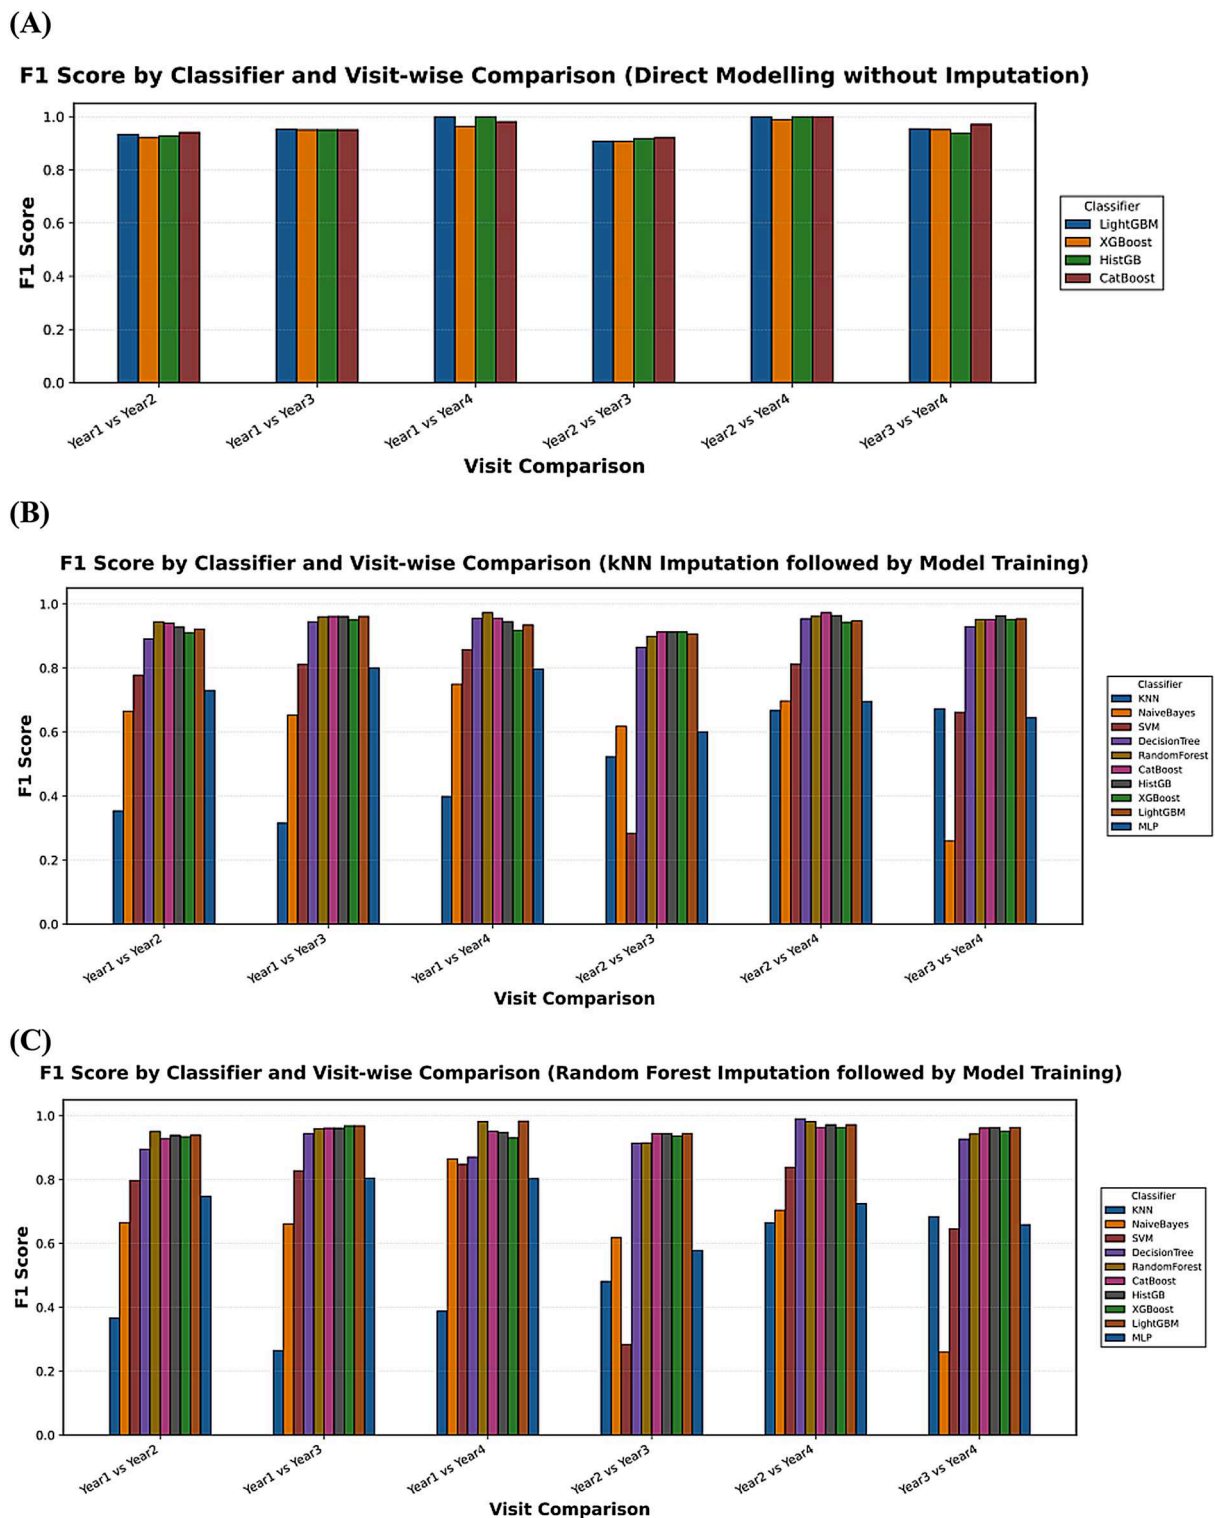 (A)
F1 Score by Classifier and Visit-wise Comparison (Direct Modelling without Imputation)
1.0
0.8
0.6
0.4
0.2
0.0
F1 Score
Year1 vs Year2
Year1 vs Year3
Year1 vs Year4
Year2 vs Year3
Year2 vs Year4
Year3 vs Year4
Visit Comparison
Classifier
LightGBM
XGBoost
HistGB
CatBoost
(B)
F1 Score by Classifier and Visit-wise Comparison (kNN Imputation followed by Model Training)
1.0
0.8
0.6
0.4
0.2
0.0
F1 Score
Year1 vs Year2
Year1 vs Year3
Year1 vs Year4
Year2 vs Year3
Year2 vs Year4
Year3 vs Year4
Visit Comparison
Classifier
KNN
NaiveBayes
SVM
DecisionTree
RandomForest
CatBoost
HistGB
XGBoost
LightGBM
MLP
(C)
F1 Score by Classifier and Visit-wise Comparison (Random Forest Imputation followed by Model Training)
1.0
0.8
0.6
0.4
0.2
0.0
F1 Score
Year1 vs Year2
Year1 vs Year3
Year1 vs Year4
Year2 vs Year3
Year2 vs Year4
Year3 vs Year4
Visit Comparison
Classifier
KNN
NaiveBayes
SVM
DecisionTree
RandomForest
CatBoost
HistGB
XGBoost
LightGBM
MLP